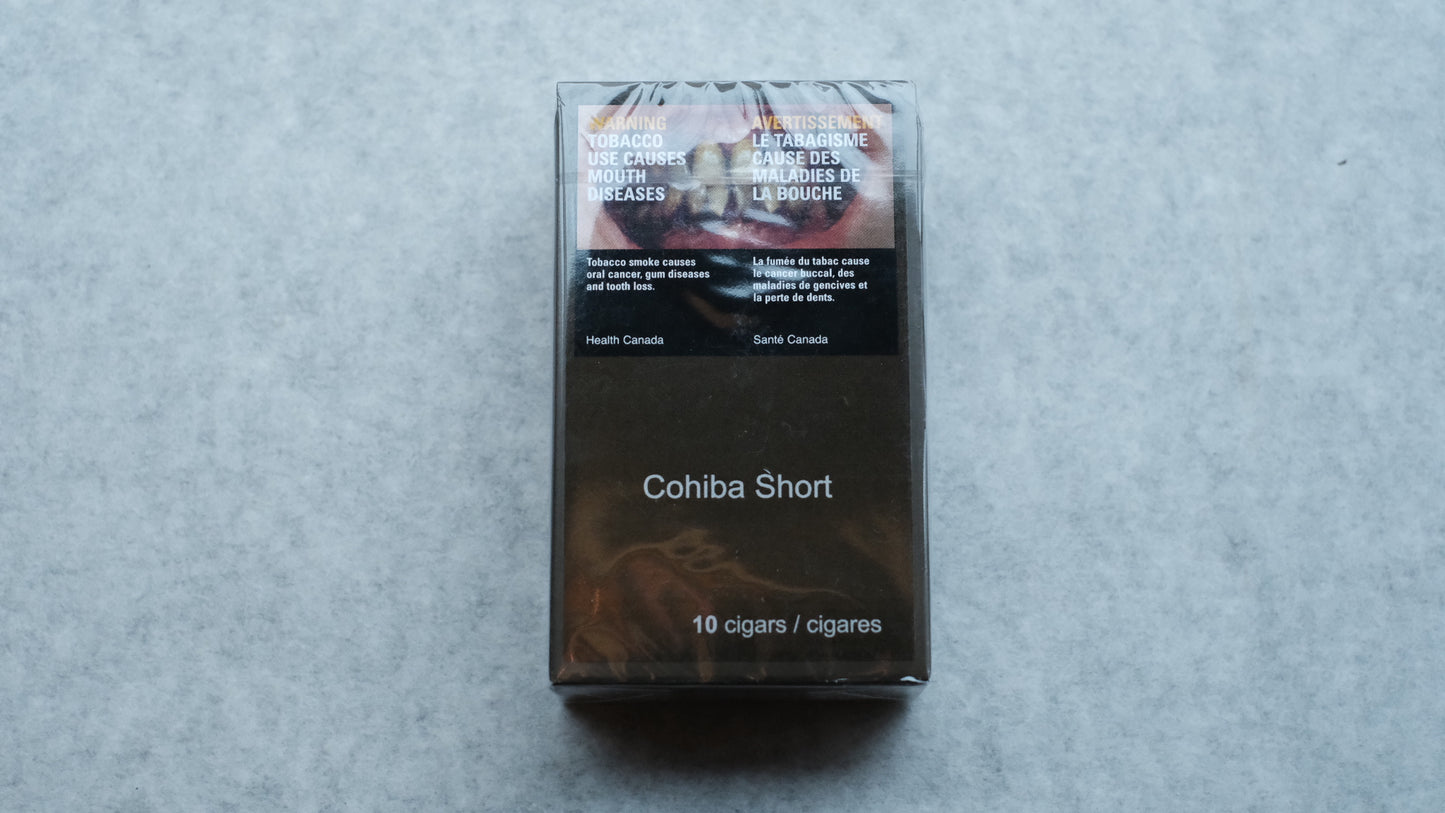 WARNING
TOBACCO
USE CAUSES
MOUTH
DISEASES
AVERTISSEMENT
LE TABAGISME
CAUSE DES
MALADIES DE
LA BOUCHE
Tobacco smoke causes
oral cancer, gum diseases
and tooth loss.
La fumée du tabac cause
le cancer buccal, des
maladies de gencives et
la perte de dents.
Health Canada
Santé Canada
Cohiba Short
10 cigars / cigares